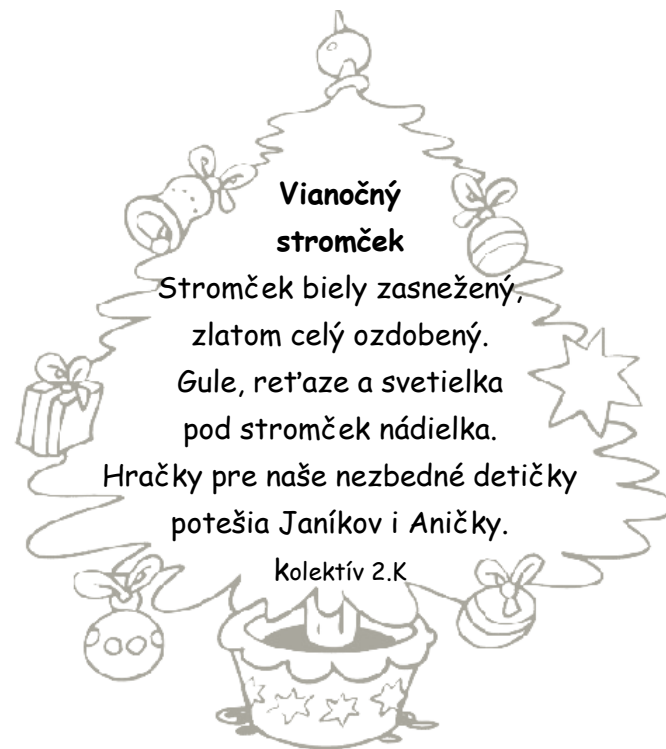 Vianočný
stromček
Stromček biely zasnežený,
zlatom celý ozdobený.
Gule, reťaze a svetielka
pod stromček nádielka.
Hračky pre naše nezbedné detičky
potešia Janíkov i Aničky.
kolektív 2.K